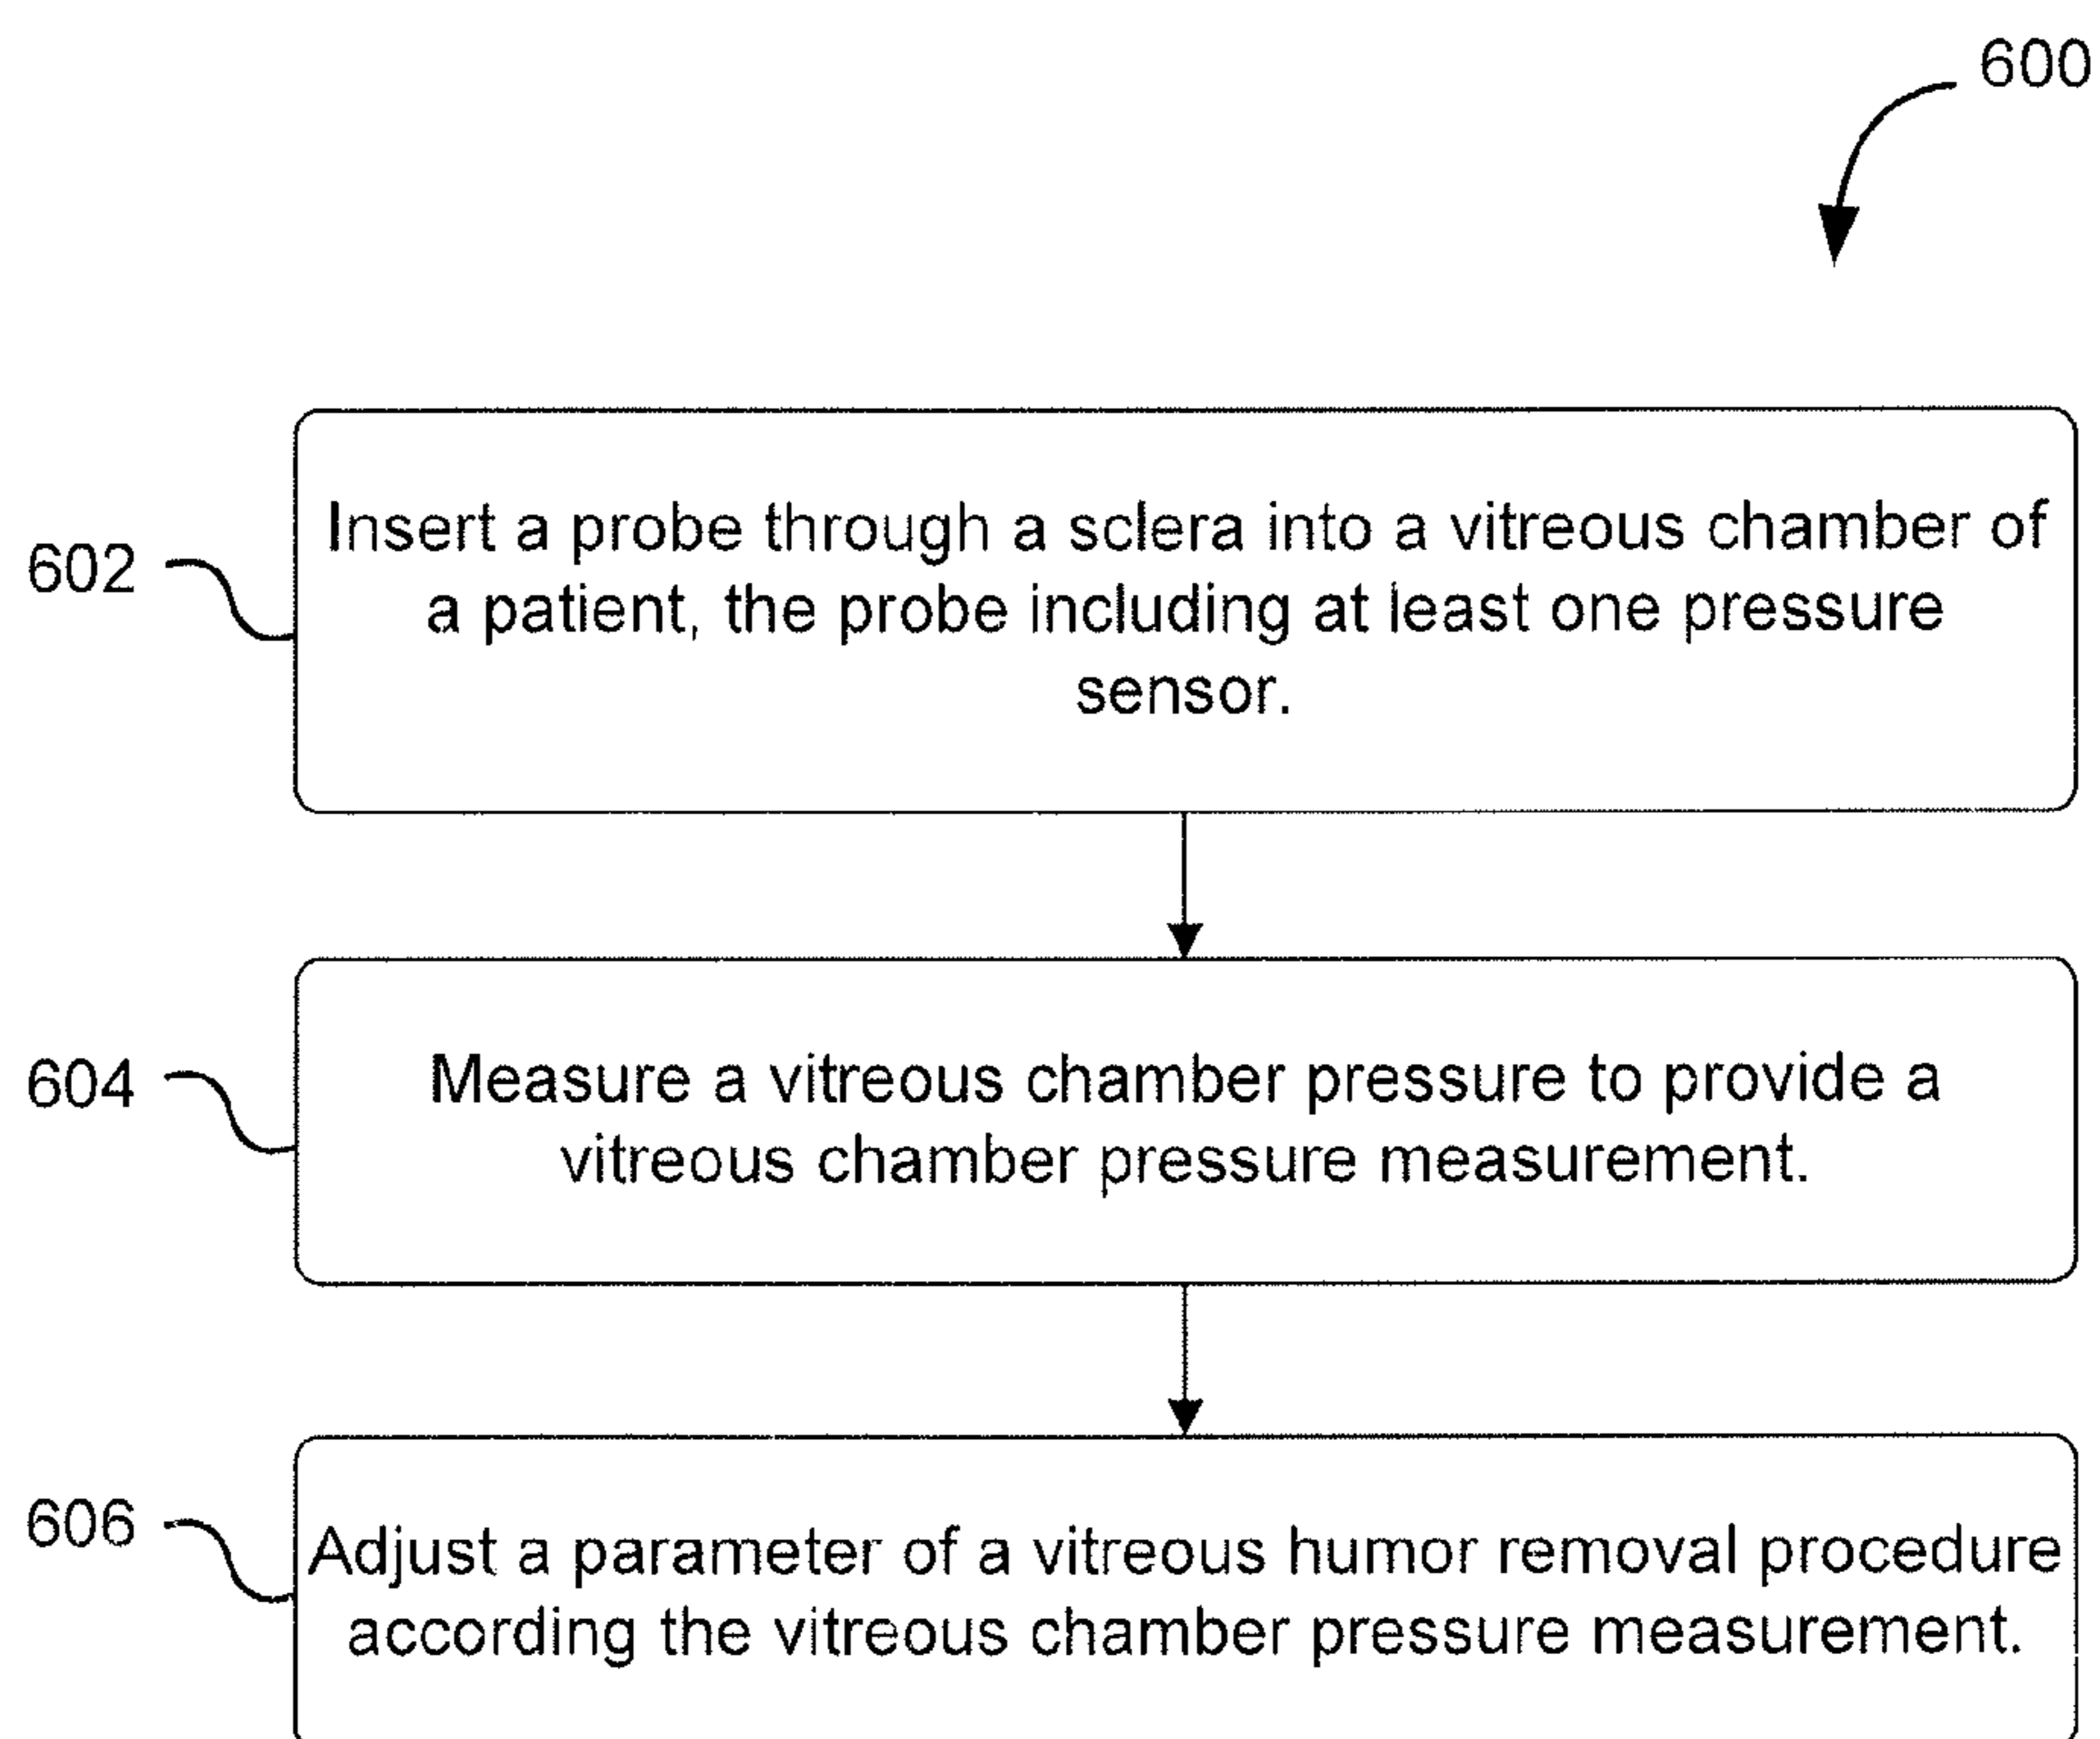 600
602
Insert a probe through a sclera into a vitreous chamber of
a patient, the probe including at least one pressure
sensor.
604
Measure a vitreous chamber pressure to provide a
vitreous chamber pressure measurement.
606
Adjust a parameter of a vitreous humor removal procedure
according the vitreous chamber pressure measurement.